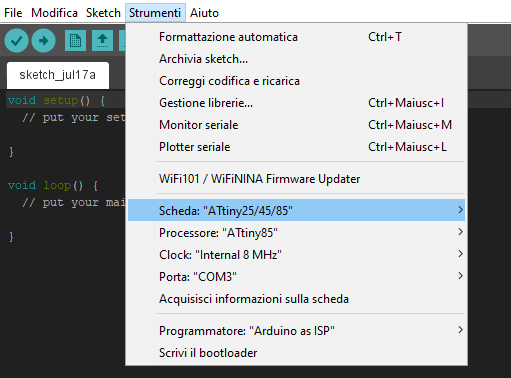 File Modifica Sketch Strumenti Aiuto
sketch_jul17a
void setup() {
// put your set
}
void loop() {
// put your mai
}
Formattazione automatica Ctrl+T
Archivia sketch...
Correggi codifica e ricarica
Gestione librerie... Ctrl+Maiusc+I
Monitor seriale Ctrl+Maiusc+M
Plotter seriale Ctrl+Maiusc+L
WiFi101 / WiFiNINA Firmware Updater
Scheda: "ATtiny25/45/85"
Processore: "ATtiny85"
Clock: "Internal 8 MHz"
Porta: "COM3"
Acquisisci informazioni sulla scheda
Programmatore: "Arduino as ISP"
Scrivi il bootloader